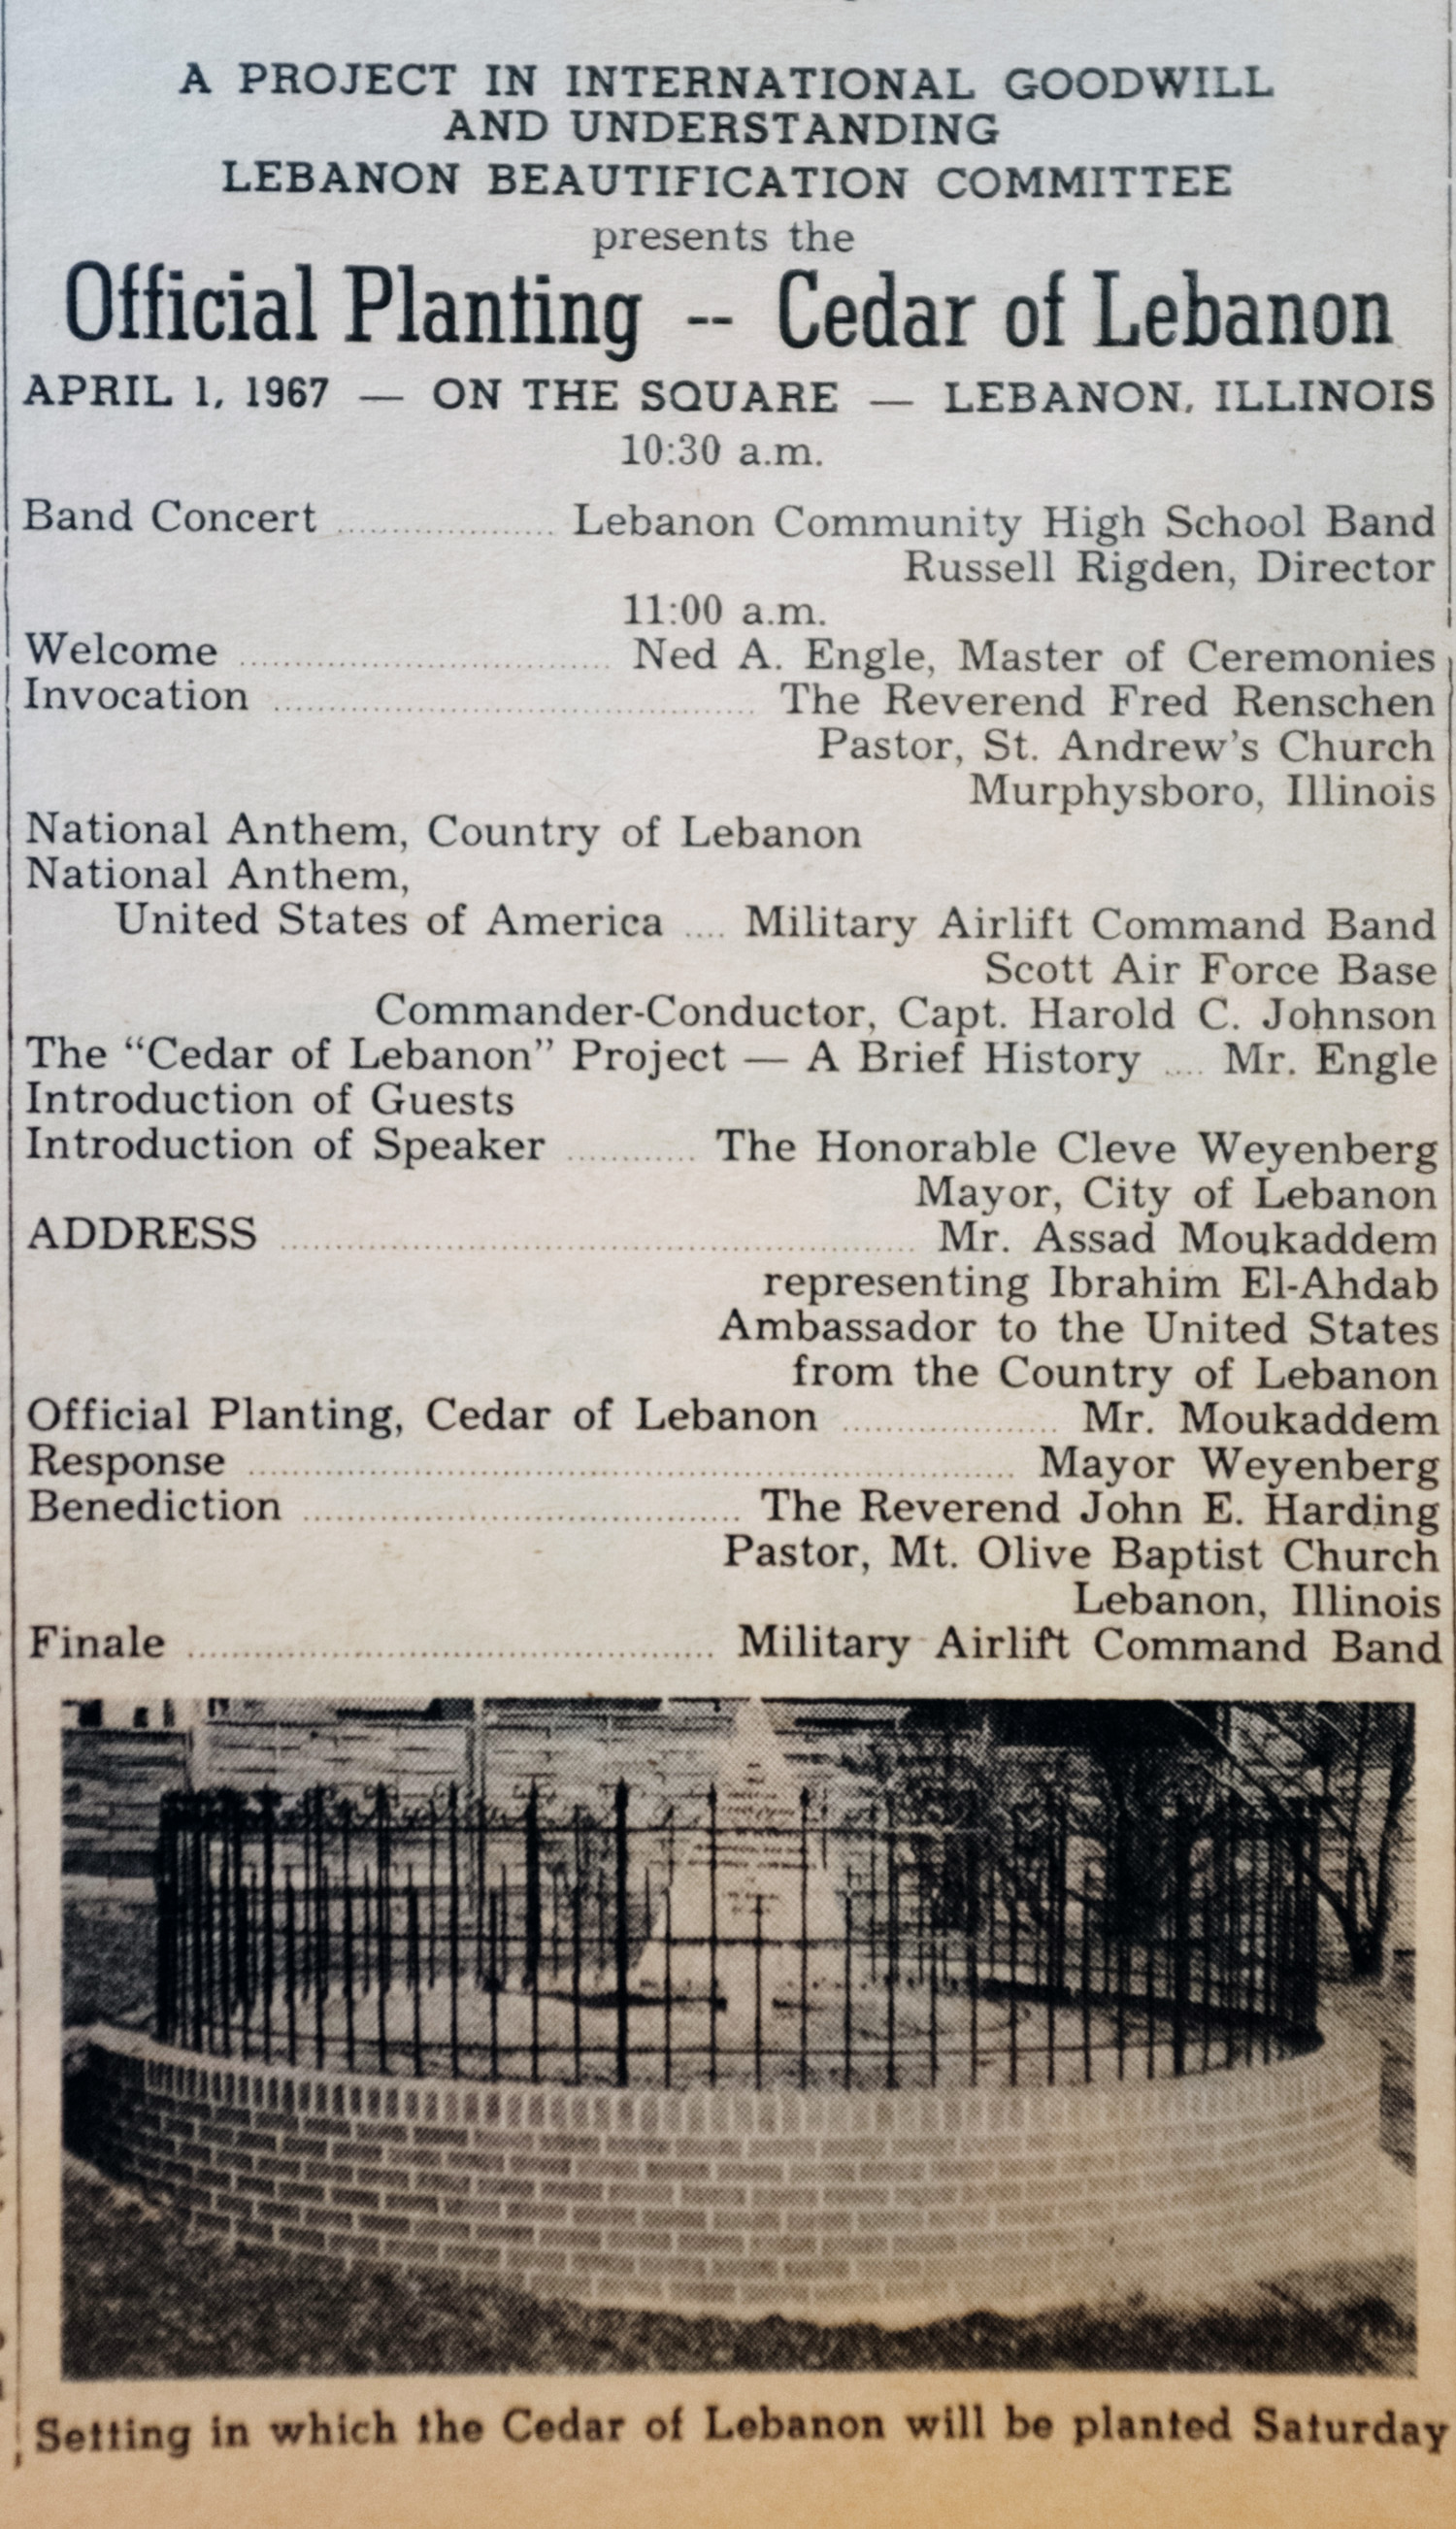 A PROJECT IN INTERNATIONAL GOODWILL
AND UNDERSTANDING
LEBANON BEAUTIFICATION COMMITTEE
presents the
Official Planting -- Cedar of Lebanon
APRIL 1, 1967 — ON THE SQUARE — LEBANON, ILLINOIS
10:30 a.m.
Band Concert .................... Lebanon Community High School Band
Russell Rigden, Director
11:00 a.m.
Welcome .................... Ned A. Engle, Master of Ceremonies
Invocation .................... The Reverend Fred Renschen
Pastor, St. Andrew's Church
Murphysboro, Illinois
National Anthem, Country of Lebanon
National Anthem,
United States of America .... Military Airlift Command Band
Scott Air Force Base
Commander-Conductor, Capt. Harold C. Johnson
The “Cedar of Lebanon” Project — A Brief History .... Mr. Engle
Introduction of Guests
Introduction of Speaker ............ The Honorable Cleve Weyenberg
Mayor, City of Lebanon
ADDRESS .................... Mr. Assad Moukaddem
representing Ibrahim El-Ahdab
Ambassador to the United States
from the Country of Lebanon
Official Planting, Cedar of Lebanon .................... Mr. Moukaddem
Response .................... Mayor Weyenberg
Benediction .................... The Reverend John E. Harding
Pastor, Mt. Olive Baptist Church
Lebanon, Illinois
Finale .................... Military Airlift Command Band
Setting in which the Cedar of Lebanon will be planted Saturday